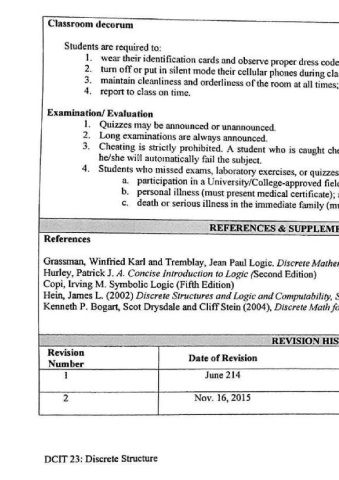 Classroom decorum
Students are required to:
1. wear their identification cards and observe proper dress code
2. turn off or put in silent mode their cellular phones during cla
3. maintain cleanliness and orderliness of the room at all times;
4. report to class on time.
Examination/ Evaluation
1. Quizzes may be announced or unannounced.
2. Long examinations are always announced.
3. Cheating is strictly prohibited. A student who is caught che
he/she will automatically fail the subject.
4. Students who missed exams, laboratory exercises, or quizzes
a. participation in a University/College-approved fiel
b. personal illness (must present medical certificate);
c. death or serious illness in the immediate family (m
REFERENCES & SUPPLEME
References
Grassman, Winfried Karl and Tremblay, Jean Paul Logic. Discrete Mathe
Hurley, Patrick J. A. Concise Introduction to Logic (Second Edition)
Copi, Irving M. Symbolic Logic (Fifth Edition)
Hein, James L. (2002) Discrete Structures and Logic and Computability, S
Kenneth P. Bogart, Scot Drysdale and Cliff Stein (2004), Discrete Math fo
REVISION HIS
Revision Number
Date of Revision
1
June 214
2
Nov. 16, 2015
DCIT 23: Discrete Structure